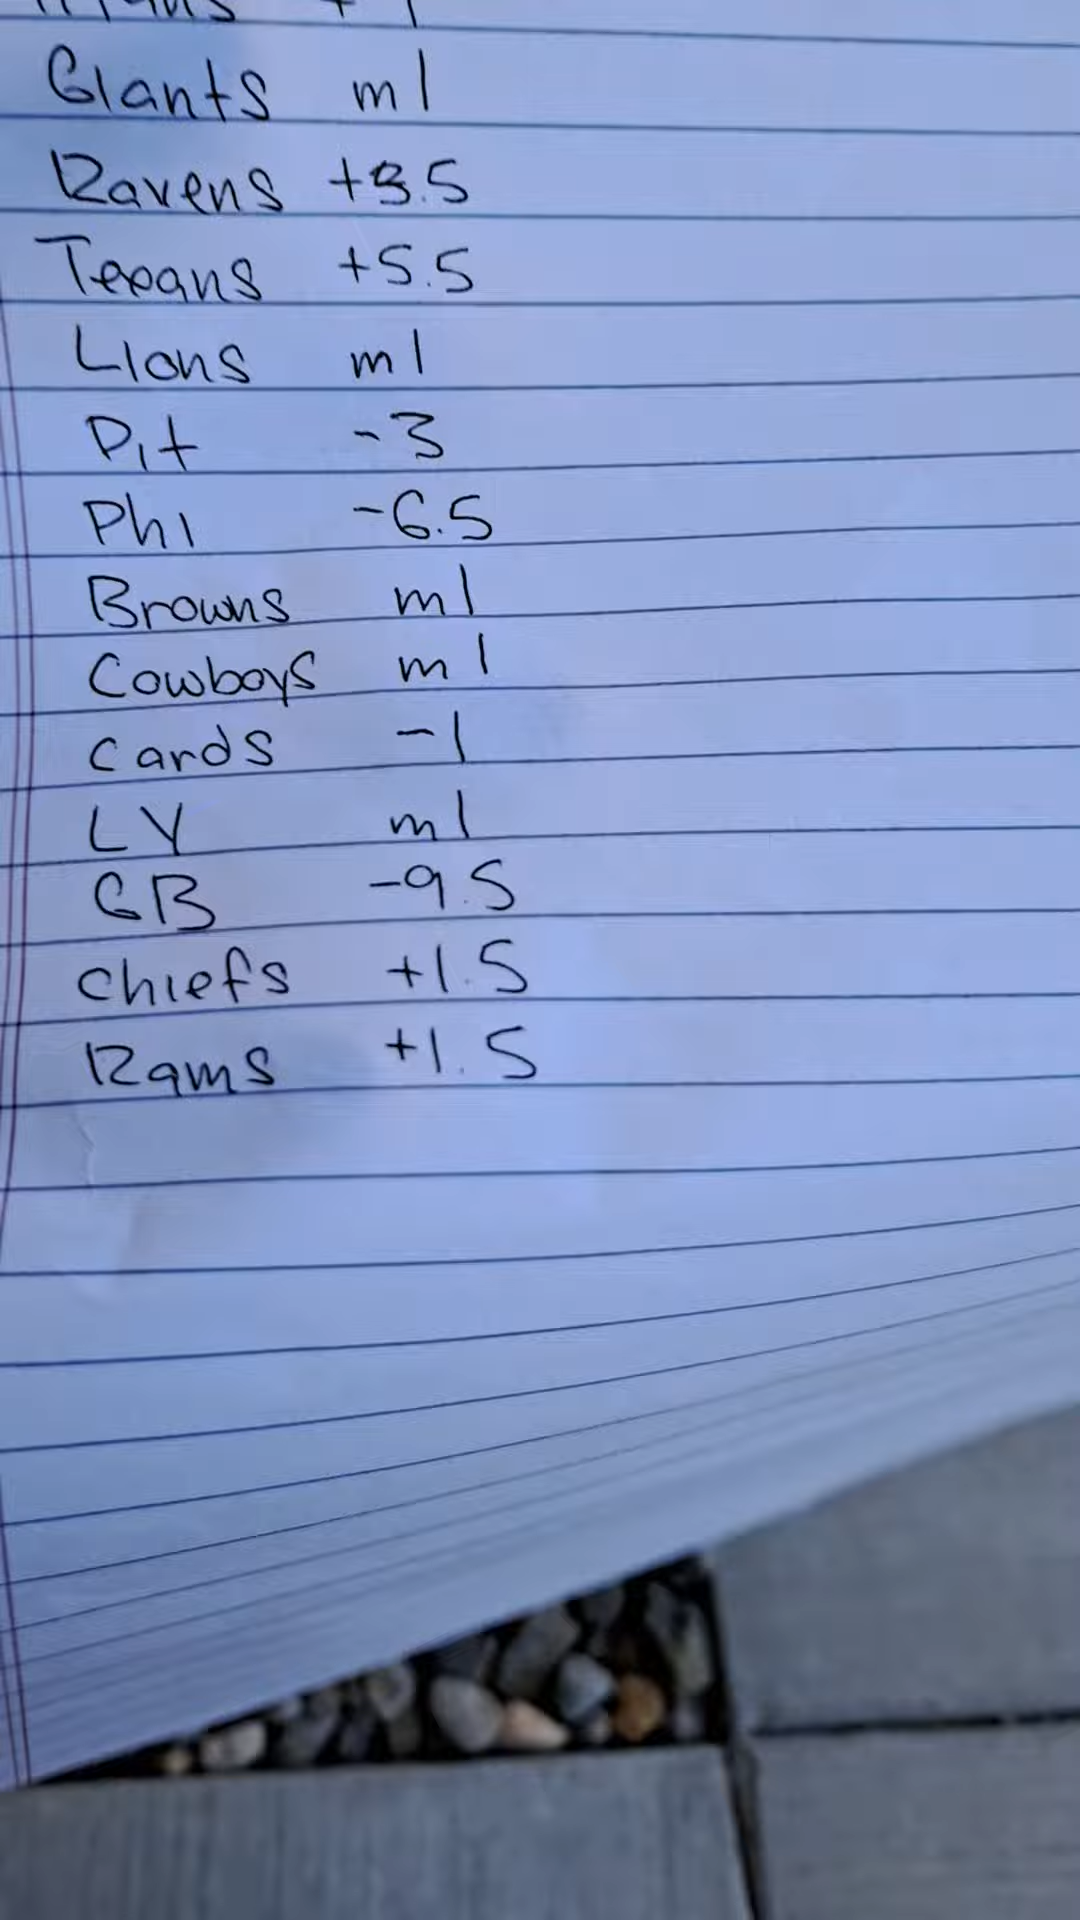 Giants ml
Ravens +3.5
Texans +5.5
Lions ml
Pit -3
Phi -6.5
Browns ml
Cowboys ml
Cards -1
LV ml
GB -9.5
Chiefs +1.5
Rams +1.5